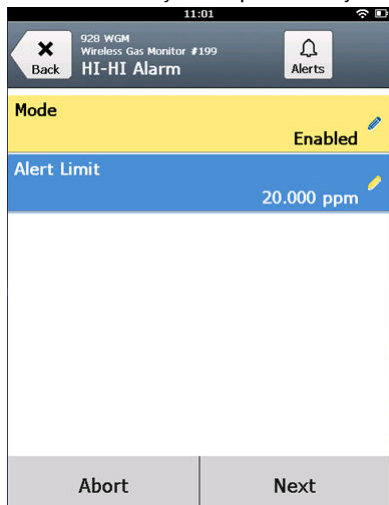 11:01
928 WGM
Wireless Gas Monitor #199
HI-HI Alarm
Back
Alerts
Mode
Enabled
Alert Limit
20.000 ppm
Abort
Next